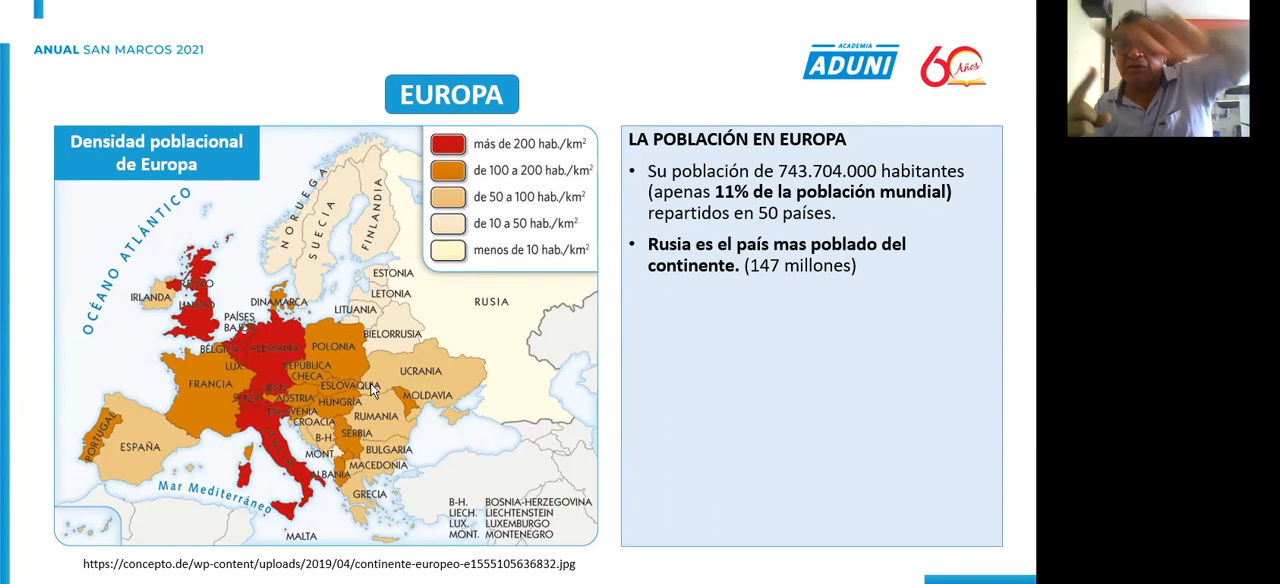 ANUAL SAN MARCOS 2021
ACADEMIA
ADUNI
60 Años
EUROPA
Densidad poblacional
de Europa
más de 200 hab./km²
de 100 a 200 hab./km²
de 50 a 100 hab./km²
de 10 a 50 hab./km²
menos de 10 hab./km²
OCÉANO ATLÁNTICO
NORUEGA
SUECIA
FINLANDIA
ESTONIA
LETONIA
LITUANIA
RUSIA
IRLANDA
REINO
UNIDO
DINAMARCA
PAÍSES
BAJOS
BIELORRUSIA
BÉLGICA
ALEMANIA
POLONIA
LUX.
REPÚBLICA
CHECA
UCRANIA
FRANCIA
LIECH.
ESLOVAQUIA
SUIZA
AUSTRIA
HUNGRÍA
MOLDAVIA
ESLOVENIA
CROACIA
RUMANIA
PORTUGAL
ESPAÑA
ITALIA
B-H.
SERBIA
MONT.
BULGARIA
MACEDONIA
ALBANIA
GRECIA
Mar Mediterráneo
MALTA
B-H. BOSNIA-HERZEGOVINA
LIECH. LIECHTENSTEIN
LUX. LUXEMBURGO
MONT. MONTENEGRO
https://concepto.de/wp-content/uploads/2019/04/continente-europeo-e1555105636832.jpg
LA POBLACIÓN EN EUROPA
• Su población de 743.704.000 habitantes
(apenas 11% de la población mundial)
repartidos en 50 países.
• Rusia es el país mas poblado del
continente. (147 millones)